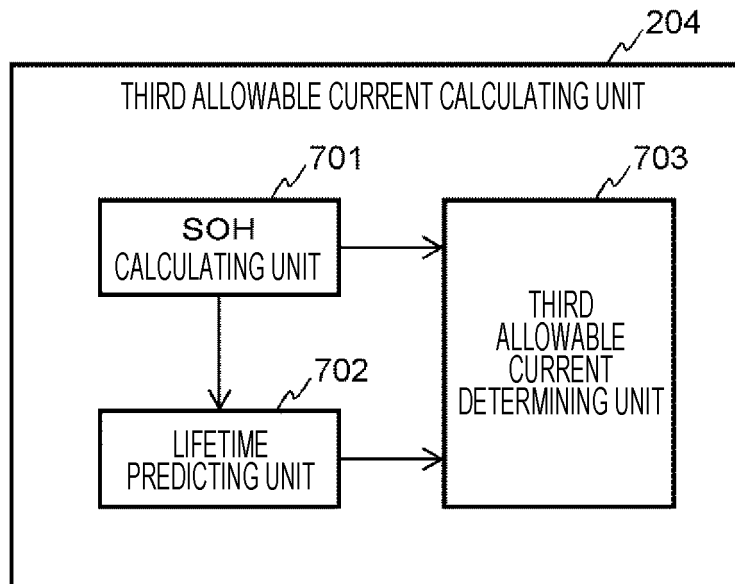 204
THIRD ALLOWABLE CURRENT CALCULATING UNIT
701
SOH
CALCULATING UNIT
702
LIFETIME
PREDICTING UNIT
703
THIRD
ALLOWABLE
CURRENT
DETERMINING UNIT